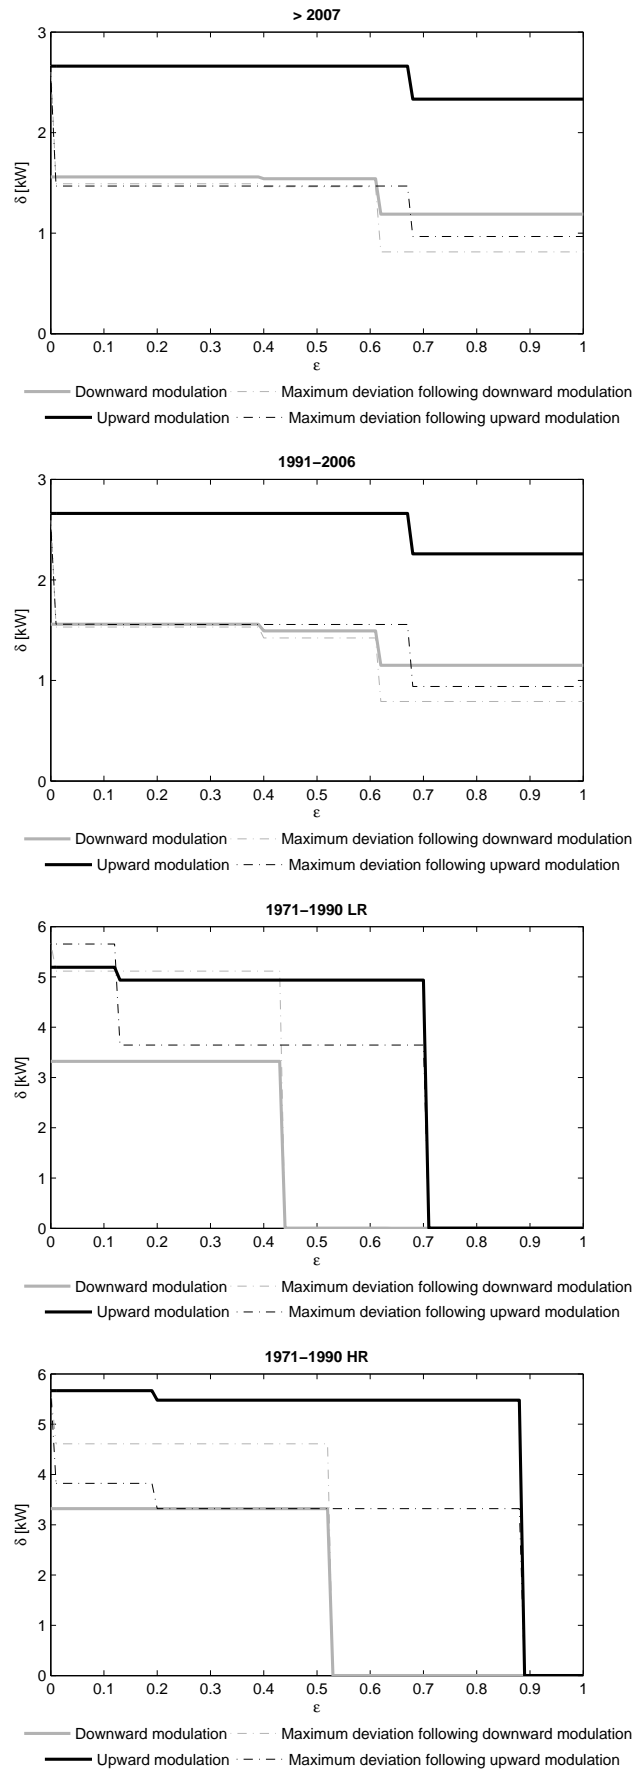 > 2007
3
2
1
0
δ [kW]
0 0.1 0.2 0.3 0.4 0.5 0.6 0.7 0.8 0.9 1
ε
Downward modulation Maximum deviation following downward modulation
Upward modulation Maximum deviation following upward modulation
1991−2006
3
2
1
0
δ [kW]
0 0.1 0.2 0.3 0.4 0.5 0.6 0.7 0.8 0.9 1
ε
Downward modulation Maximum deviation following downward modulation
Upward modulation Maximum deviation following upward modulation
1971−1990 LR
6
5
4
3
2
1
0
δ [kW]
0 0.1 0.2 0.3 0.4 0.5 0.6 0.7 0.8 0.9 1
ε
Downward modulation Maximum deviation following downward modulation
Upward modulation Maximum deviation following upward modulation
1971−1990 HR
6
5
4
3
2
1
0
δ [kW]
0 0.1 0.2 0.3 0.4 0.5 0.6 0.7 0.8 0.9 1
ε
Downward modulation Maximum deviation following downward modulation
Upward modulation Maximum deviation following upward modulation